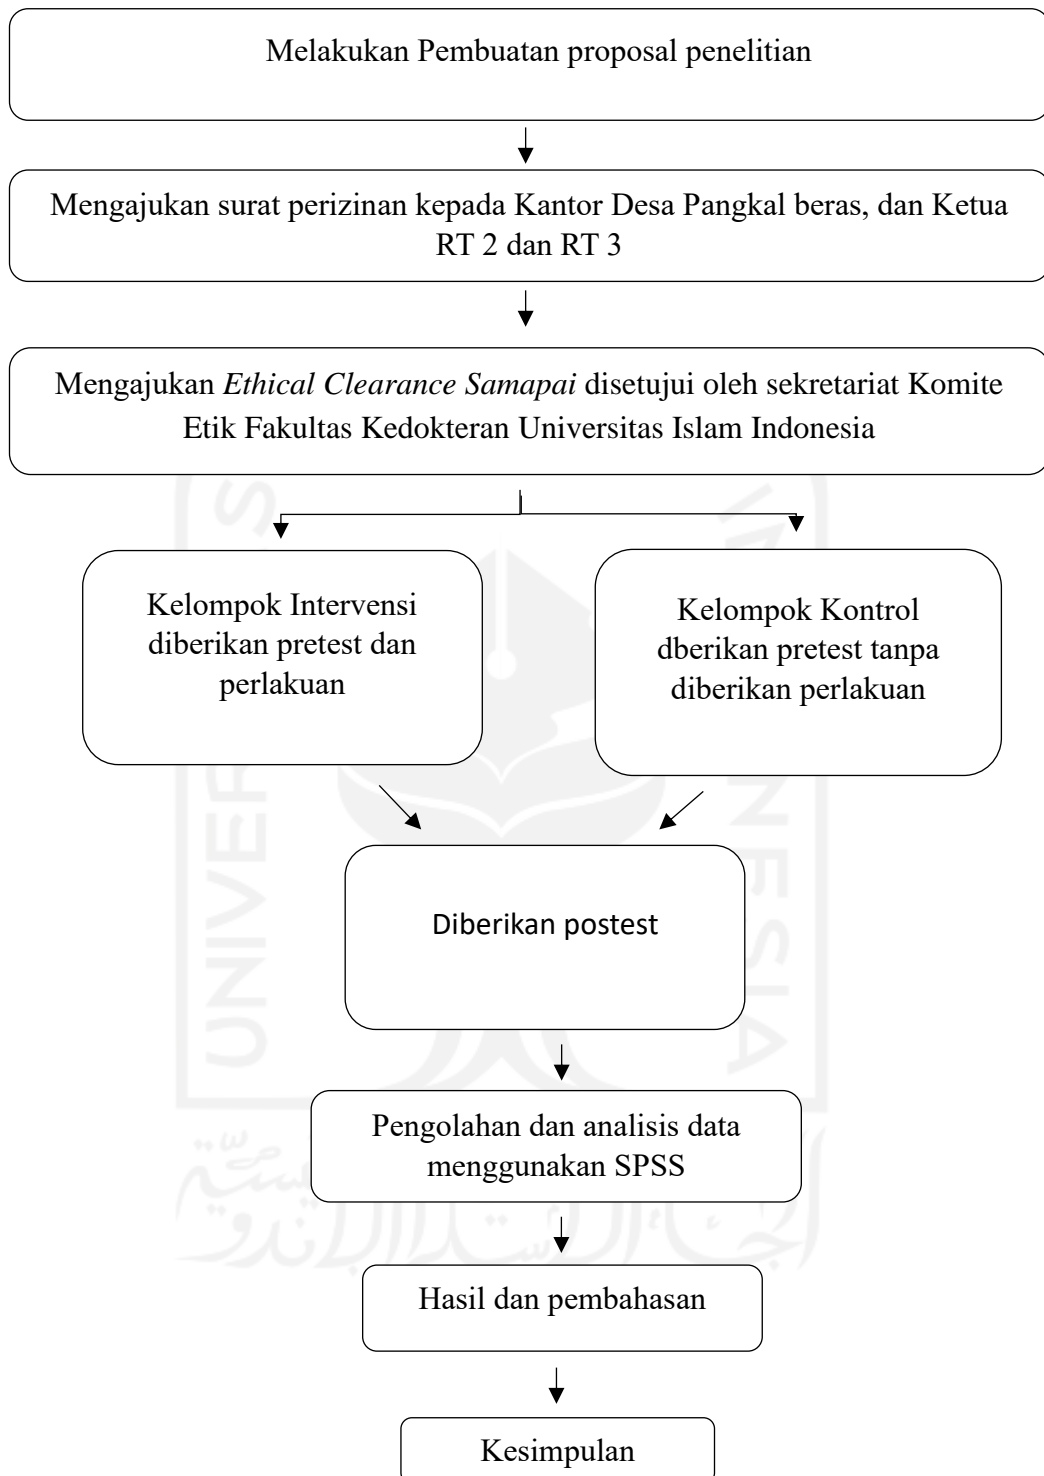 Melakukan Pembuatan proposal penelitian
Mengajukan surat perizinan kepada Kantor Desa Pangkal beras, dan Ketua
RT 2 dan RT 3
Mengajukan Ethical Clearance Samapai disetujui oleh sekretariat Komite
Etik Fakultas Kedokteran Universitas Islam Indonesia
Kelompok Intervensi
diberikan pretest dan
perlakuan
Kelompok Kontrol
dberikan pretest tanpa
diberikan perlakuan
Diberikan postest
Pengolahan dan analisis data
menggunakan SPSS
Hasil dan pembahasan
Kesimpulan